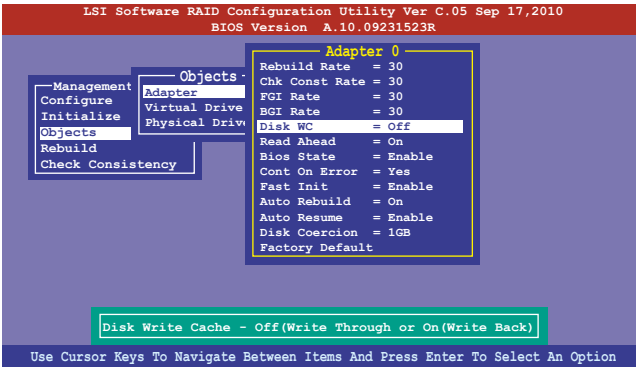 LSI Software RAID Configuration Utility Ver C.05 Sep 17,2010
BIOS Version A.10.09231523R
Management
Configure
Initialize
Objects
Rebuild
Check Consistency
Objects
Adapter
Virtual Drive
Physical Driv
Adapter 0
Rebuild Rate = 30
Chk Const Rate = 30
FGI Rate = 30
BGI Rate = 30
Disk WC = Off
Read Ahead = On
Bios State = Enable
Cont On Error = Yes
Fast Init = Enable
Auto Rebuild = On
Auto Resume = Enable
Disk Coercion = 1GB
Factory Default
Disk Write Cache - Off(Write Through or On(Write Back)
Use Cursor Keys To Navigate Between Items And Press Enter To Select An Option